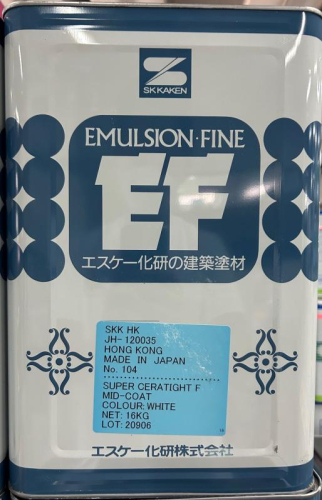 SK KAKEN
EMULSION·FINE
EF
エスケー化研の建築塗材
SKK HK
JH-120035
HONG KONG
MADE IN JAPAN
No. 104
SUPER CERATIGHT F
MID-COAT
COLOUR: WHITE
NET: 16KG
LOT: 20906
エスケー化研株式会社